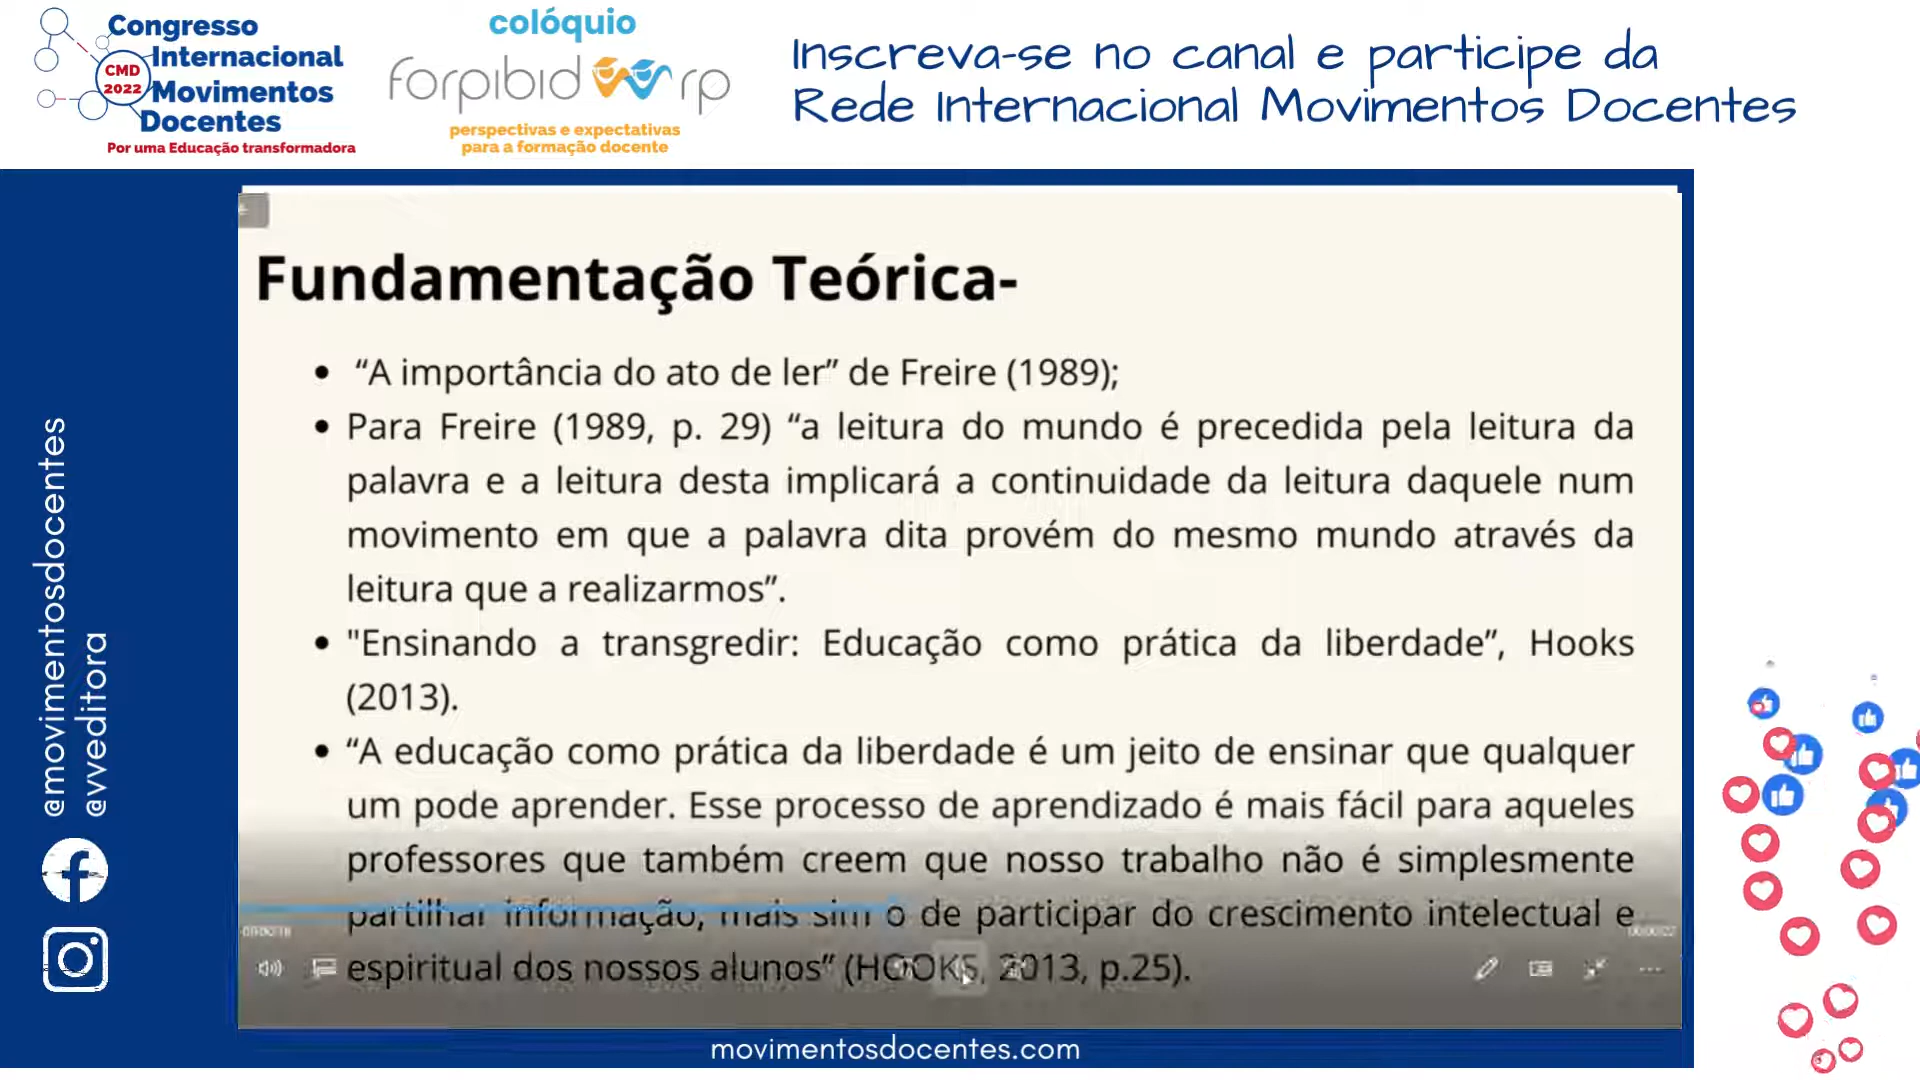 Congresso
Internacional
CMD
2022
Movimentos
Docentes
Por uma Educação transformadora
colóquio
forpibid rp
perspectivas e expectativas
para a formação docente
Inscreva-se no canal e participe da
Rede Internacional Movimentos Docentes
Fundamentação Teórica-
• “A importância do ato de ler” de Freire (1989);
• Para Freire (1989, p. 29) “a leitura do mundo é precedida pela leitura da
palavra e a leitura desta implicará a continuidade da leitura daquele num
movimento em que a palavra dita provém do mesmo mundo através da
leitura que a realizarmos”.
• "Ensinando a transgredir: Educação como prática da liberdade”, Hooks
(2013).
• “A educação como prática da liberdade é um jeito de ensinar que qualquer
um pode aprender. Esse processo de aprendizado é mais fácil para aqueles
professores que também creem que nosso trabalho não é simplesmente
partilhar informação, mais sim o de participar do crescimento intelectual e
espiritual dos nossos alunos” (HOOKS, 2013, p.25).
@movimentosdocentes
@vveditora
movimentosdocentes.com